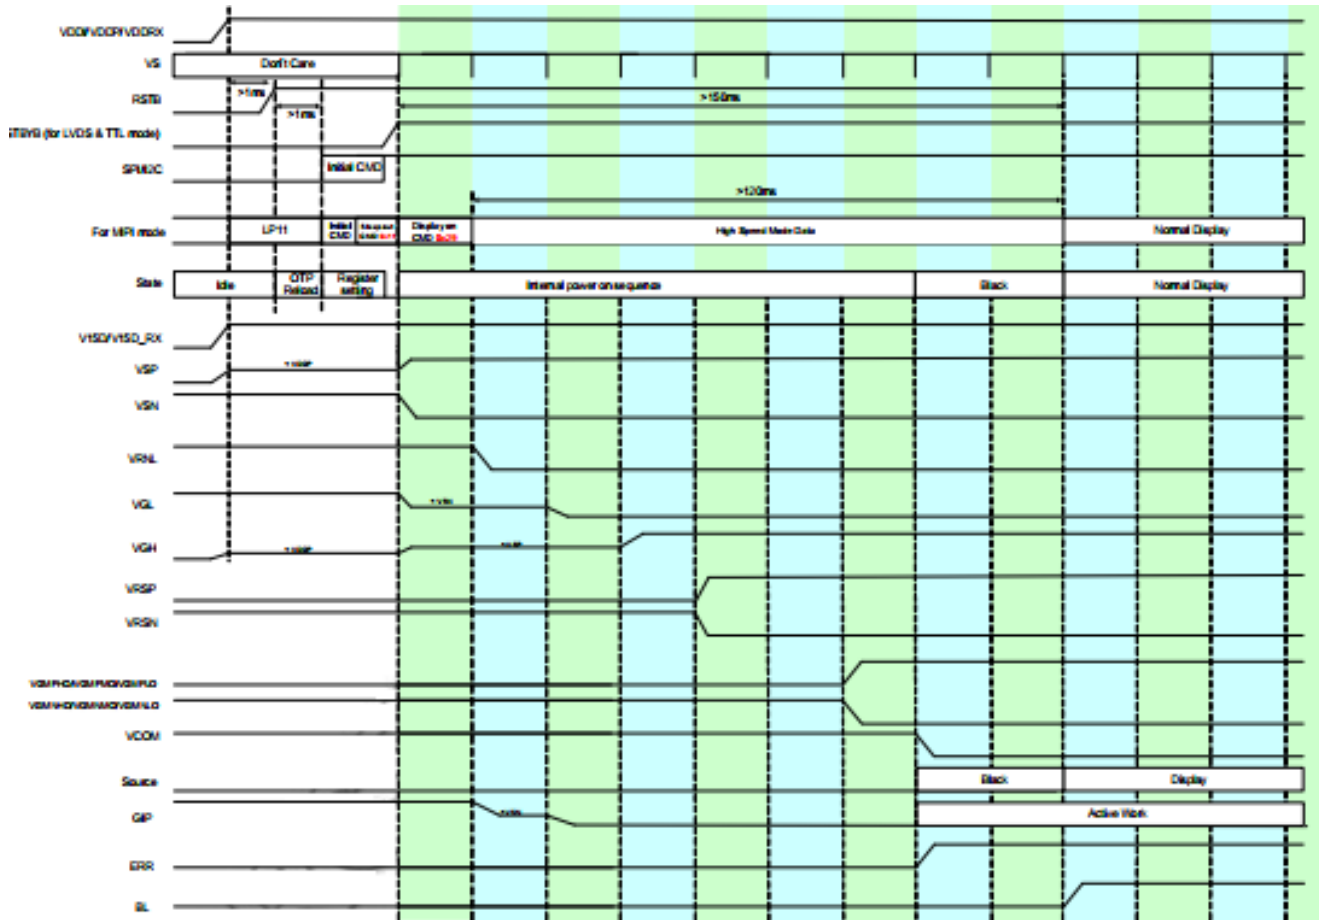 VDDI/VDCP/VDDRX
VS
Don't Care
>1ms
RSTB
>150ms
>1ms
STBYB (for LVDS & TTL mode)
SPI/I2C
Initial CMD
>120ms
For MIPI mode
LP11
Initial CMD
Display on CMD 0x29
High Speed Mode Data
Normal Display
State
Idle
OTP Reload
Register setting
Internal power on sequence
Black
Normal Display
V15D/V15D_RX
VSP
VSN
VRNL
VGL
VGH
VRSP
VRSN
VCOM
Source
Black
Display
GIP
Active Work
ERR
BL